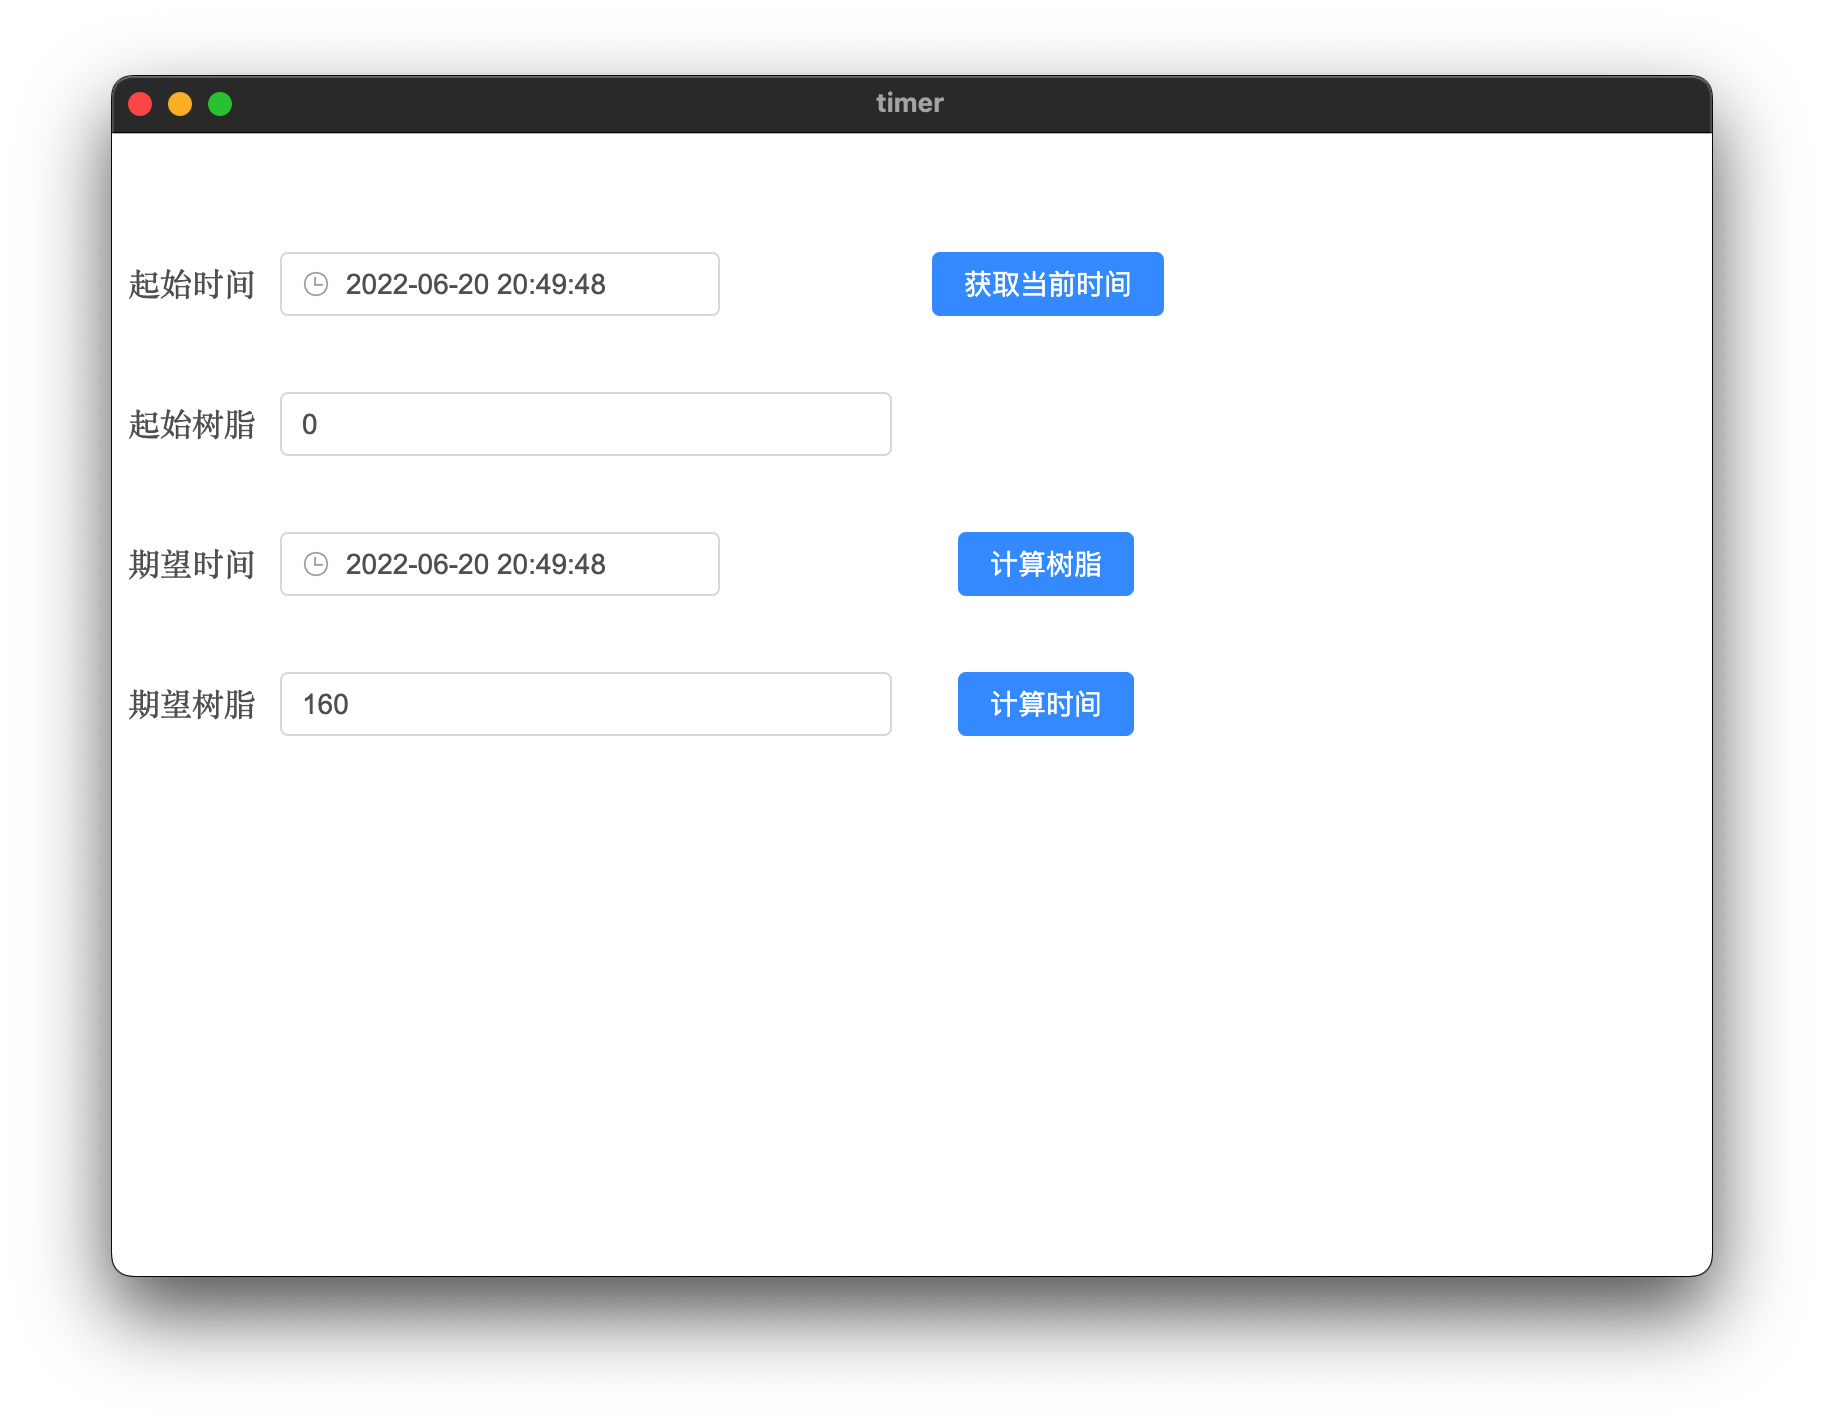 timer
起始时间 2022-06-20 20:49:48 获取当前时间
起始树脂 0
期望时间 2022-06-20 20:49:48 计算树脂
期望树脂 160 计算时间